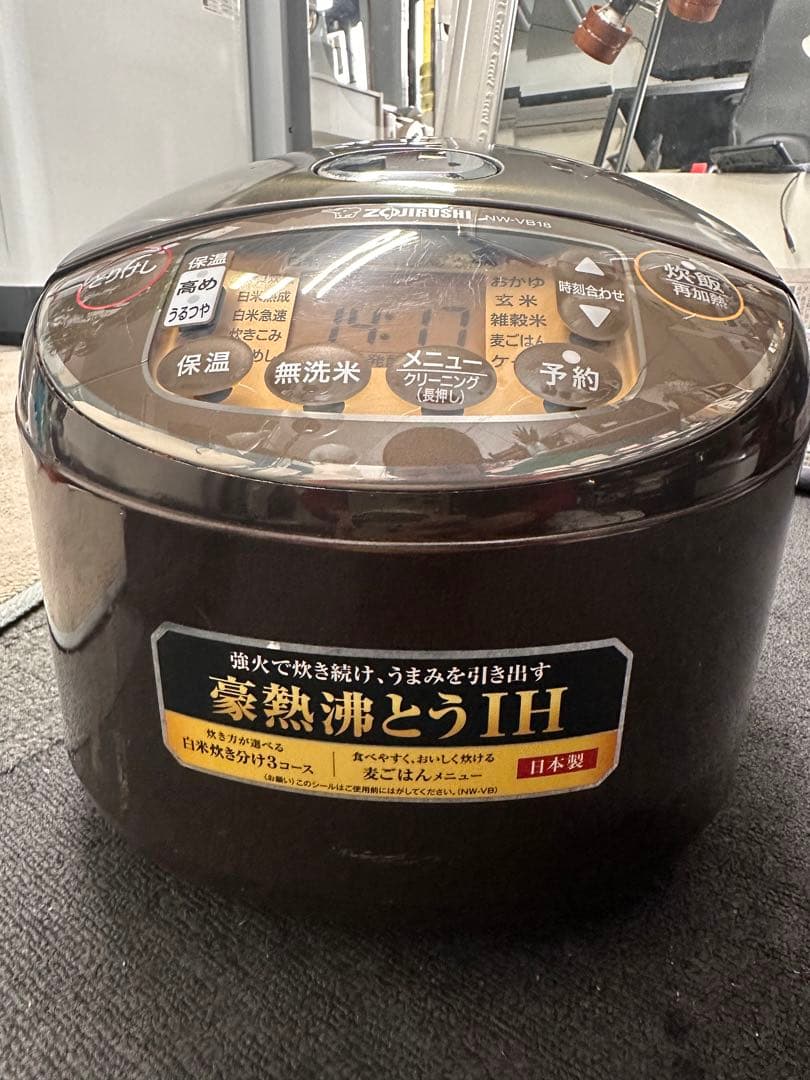 ZOJIRUSHI NW-VB18
とりけし
保温
高め
うるつや
白米熟成
白米急速
炊きこみ
めし
14:17
おかゆ
玄米
雑穀米
麦ごはん
ケー
時刻合わせ
炊飯
再加熱
保温
無洗米
メニュー
クリーニング
(長押し)
予約
強火で炊き続け、うまみを引き出す
豪熱沸とうIH
炊き方が選べる
白米炊き分け3コース
食べやすく、おいしく炊ける
麦ごはんメニュー
日本製
(お願い)このシールはご使用前にはがしてください。(NW-VB)